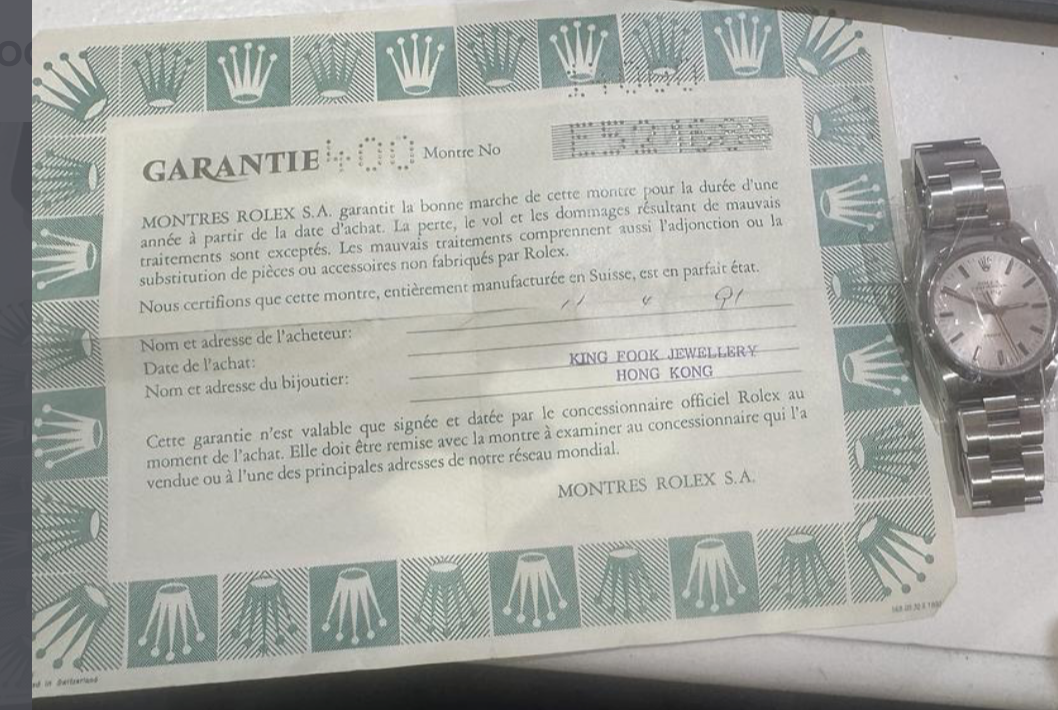 GARANTIE 400 Montre No
MONTRES ROLEX S.A. garantit la bonne marche de cette montre pour la durée d'une
année à partir de la date d'achat. La perte, le vol et les dommages résultant de mauvais
traitements sont exceptés. Les mauvais traitements comprennent aussi l'adjonction ou la
substitution de pièces ou accessoires non fabriqués par Rolex.
Nous certifions que cette montre, entièrement manufacturée en Suisse, est en parfait état.
11 4 91
Nom et adresse de l'acheteur:
Date de l'achat:
KING FOOK JEWELLERY
Nom et adresse du bijoutier:
HONG KONG
Cette garantie n'est valable que signée et datée par le concessionnaire officiel Rolex au
moment de l'achat. Elle doit être remise avec la montre à examiner au concessionnaire qui l'a
vendue ou à l'une des principales adresses de notre réseau mondial.
MONTRES ROLEX S.A.
in Switzerland